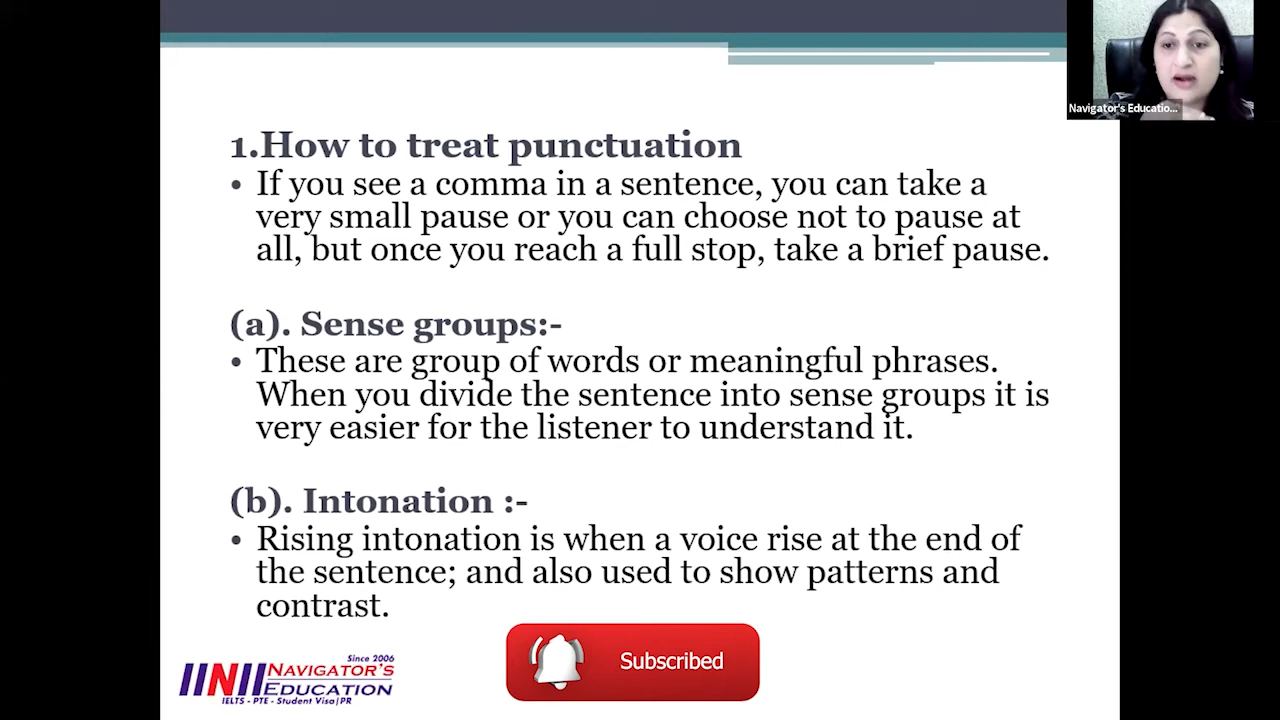 Navigator's Educatio...
1.How to treat punctuation
• If you see a comma in a sentence, you can take a
very small pause or you can choose not to pause at
all, but once you reach a full stop, take a brief pause.
(a). Sense groups:-
• These are group of words or meaningful phrases.
When you divide the sentence into sense groups it is
very easier for the listener to understand it.
(b). Intonation :-
• Rising intonation is when a voice rise at the end of
the sentence; and also used to show patterns and
contrast.
Since 2006
NAVIGATOR'S
EDUCATION
IELTS - PTE - Student Visa|PR
Subscribed